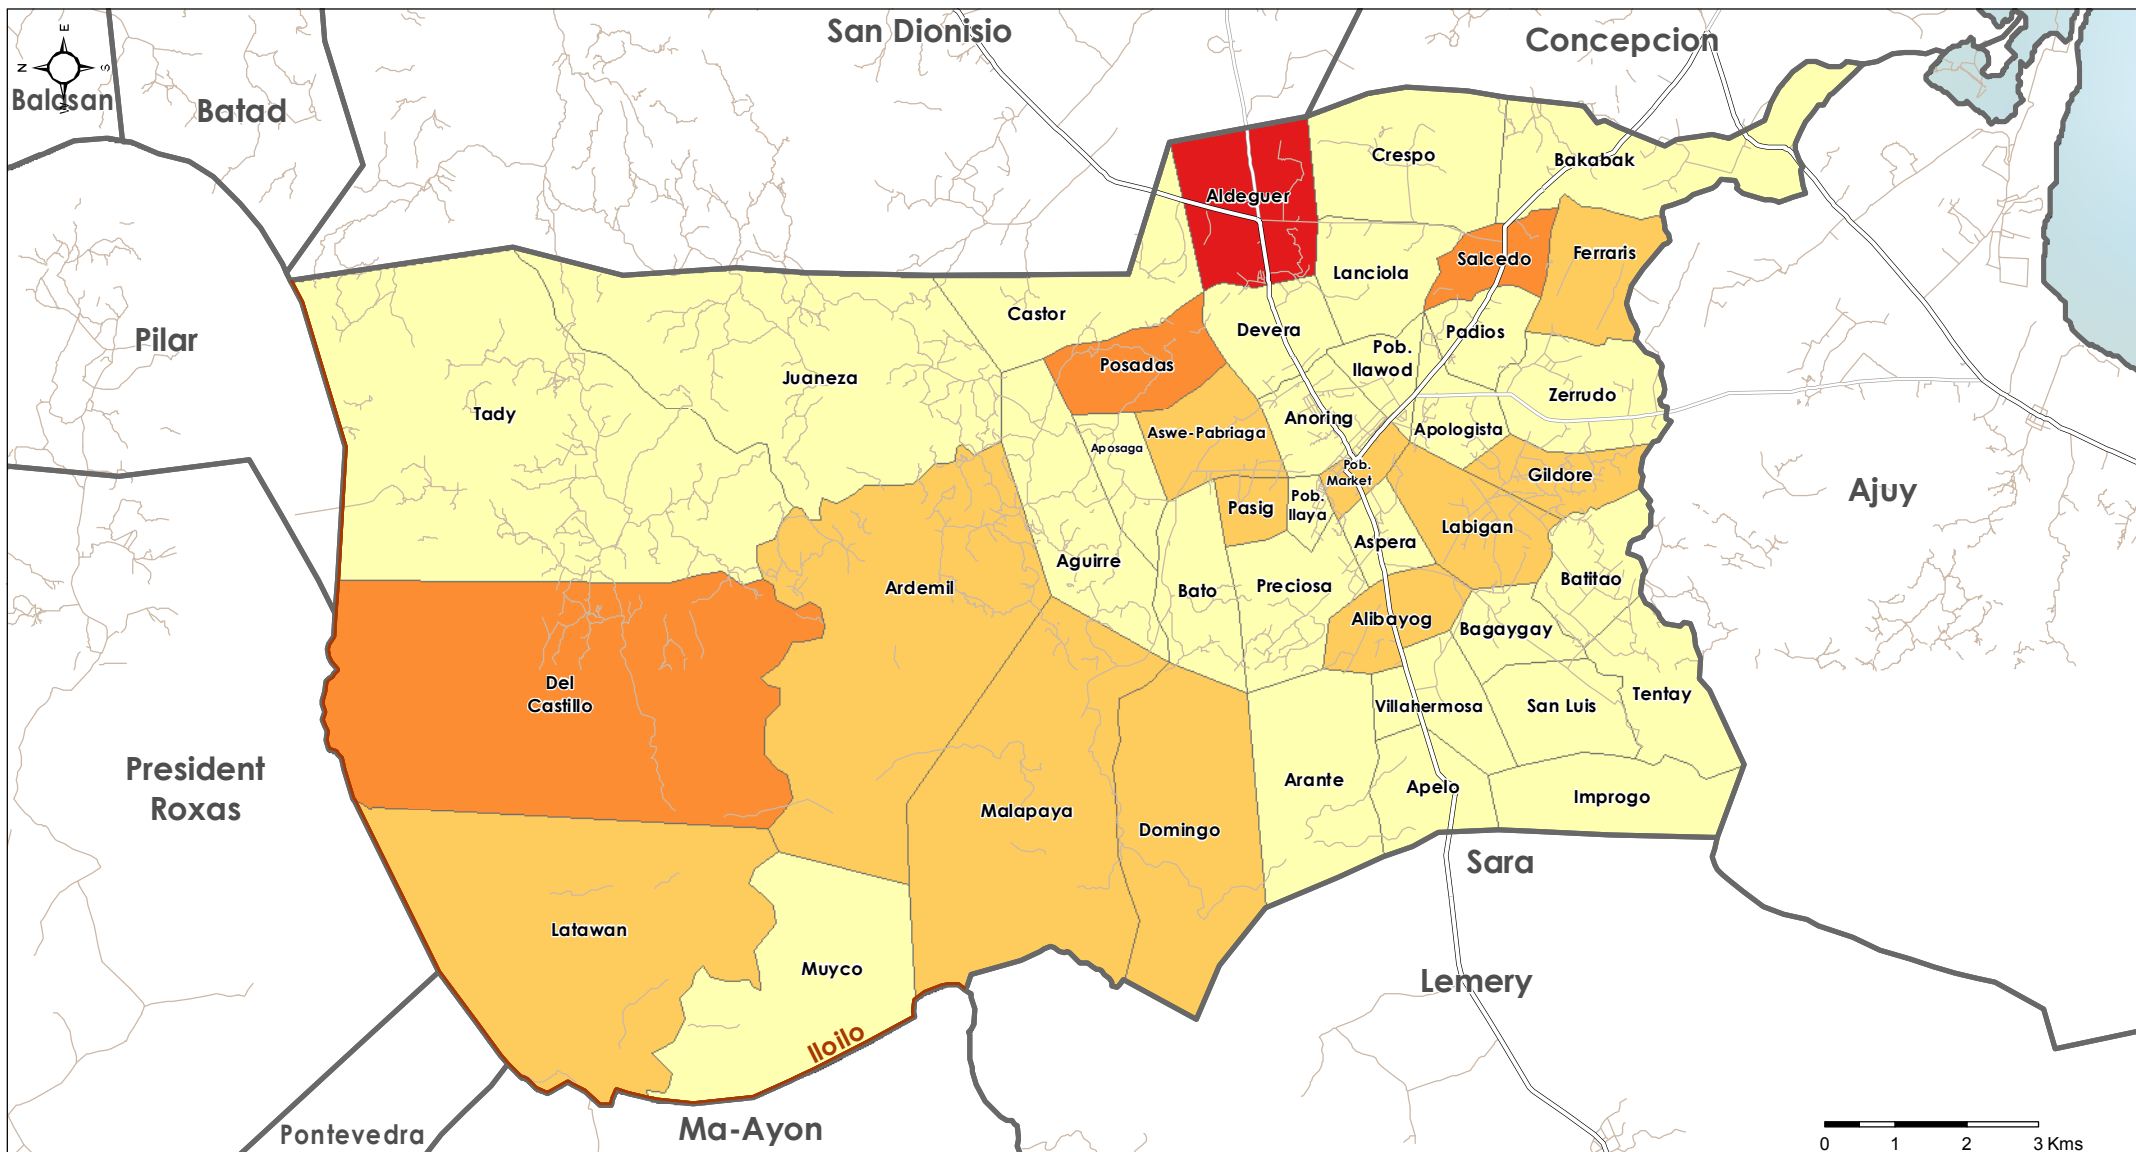 San Dionisio
Concepcion
E
N
S
W
Balasan
Batad
Crespo
Bakabak
Aldeguer
Ferraris
Salcedo
Lanciola
Castor
Devera
Padios
Pilar
Pob.
Ilawod
Posadas
Juaneza
Zerrudo
Tady
Anoring
Apologista
Aswe-Pabriaga
Aposaga
Pob.
Market
Gildore
Ajuy
Pob.
Ilaya
Pasig
Labigan
Aspera
Aguirre
Batitao
Ardemil
Preciosa
Bato
Alibayog
Bagaygay
Del
Castillo
Tentay
Villahermosa
San Luis
President
Roxas
Arante
Apelo
Improgo
Malapaya
Domingo
Sara
Latawan
Muyco
Lemery
Iloilo
Pontevedra
Ma-Ayon
0 1 2 3 Kms